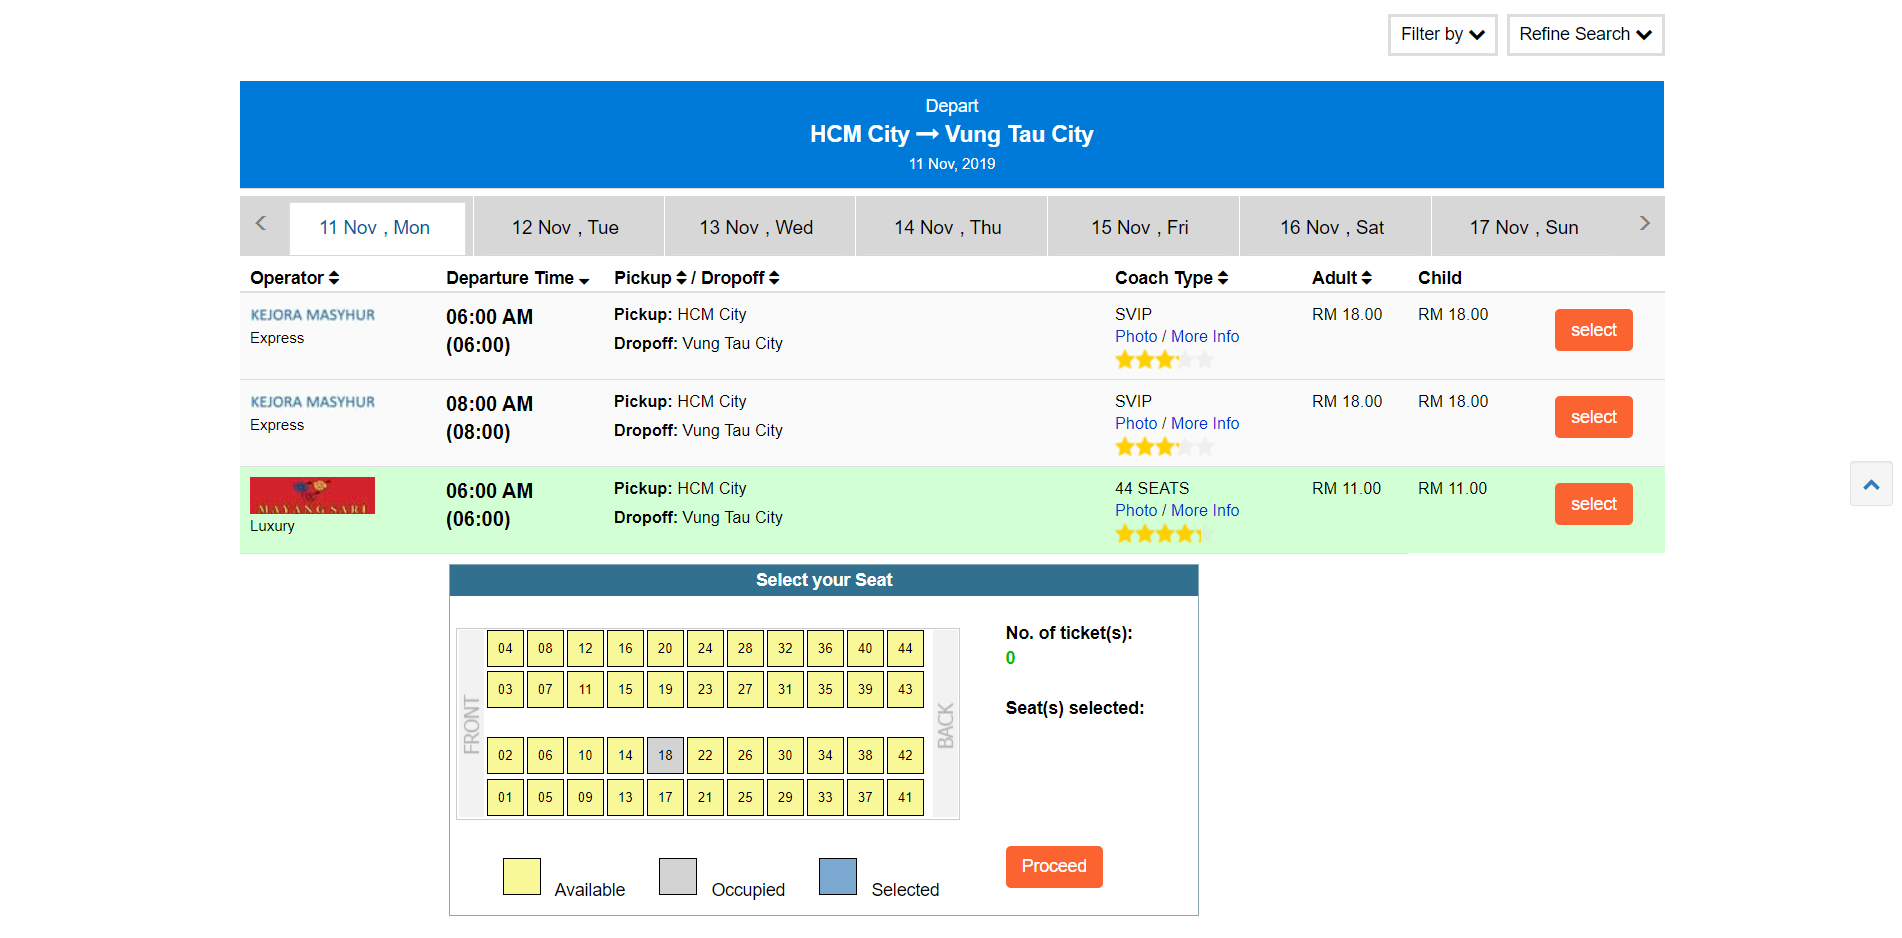 Filter by
Refine Search
Depart
HCM City → Vung Tau City
11 Nov, 2019
11 Nov , Mon
12 Nov , Tue
13 Nov , Wed
14 Nov , Thu
15 Nov , Fri
16 Nov , Sat
17 Nov , Sun
Operator Departure Time Pickup / Dropoff Coach Type Adult Child
KEJORA MASYHUR
Express
06:00 AM
(06:00)
Pickup: HCM City
Dropoff: Vung Tau City
SVIP
Photo / More Info
RM 18.00
RM 18.00
select
KEJORA MASYHUR
Express
08:00 AM
(08:00)
Pickup: HCM City
Dropoff: Vung Tau City
SVIP
Photo / More Info
RM 18.00
RM 18.00
select
MAYANG SARI
Luxury
06:00 AM
(06:00)
Pickup: HCM City
Dropoff: Vung Tau City
44 SEATS
Photo / More Info
RM 11.00
RM 11.00
select
Select your Seat
FRONT
04 08 12 16 20 24 28 32 36 40 44
03 07 11 15 19 23 27 31 35 39 43
02 06 10 14 18 22 26 30 34 38 42
01 05 09 13 17 21 25 29 33 37 41
BACK
Available
Occupied
Selected
No. of ticket(s):
0
Seat(s) selected:
Proceed